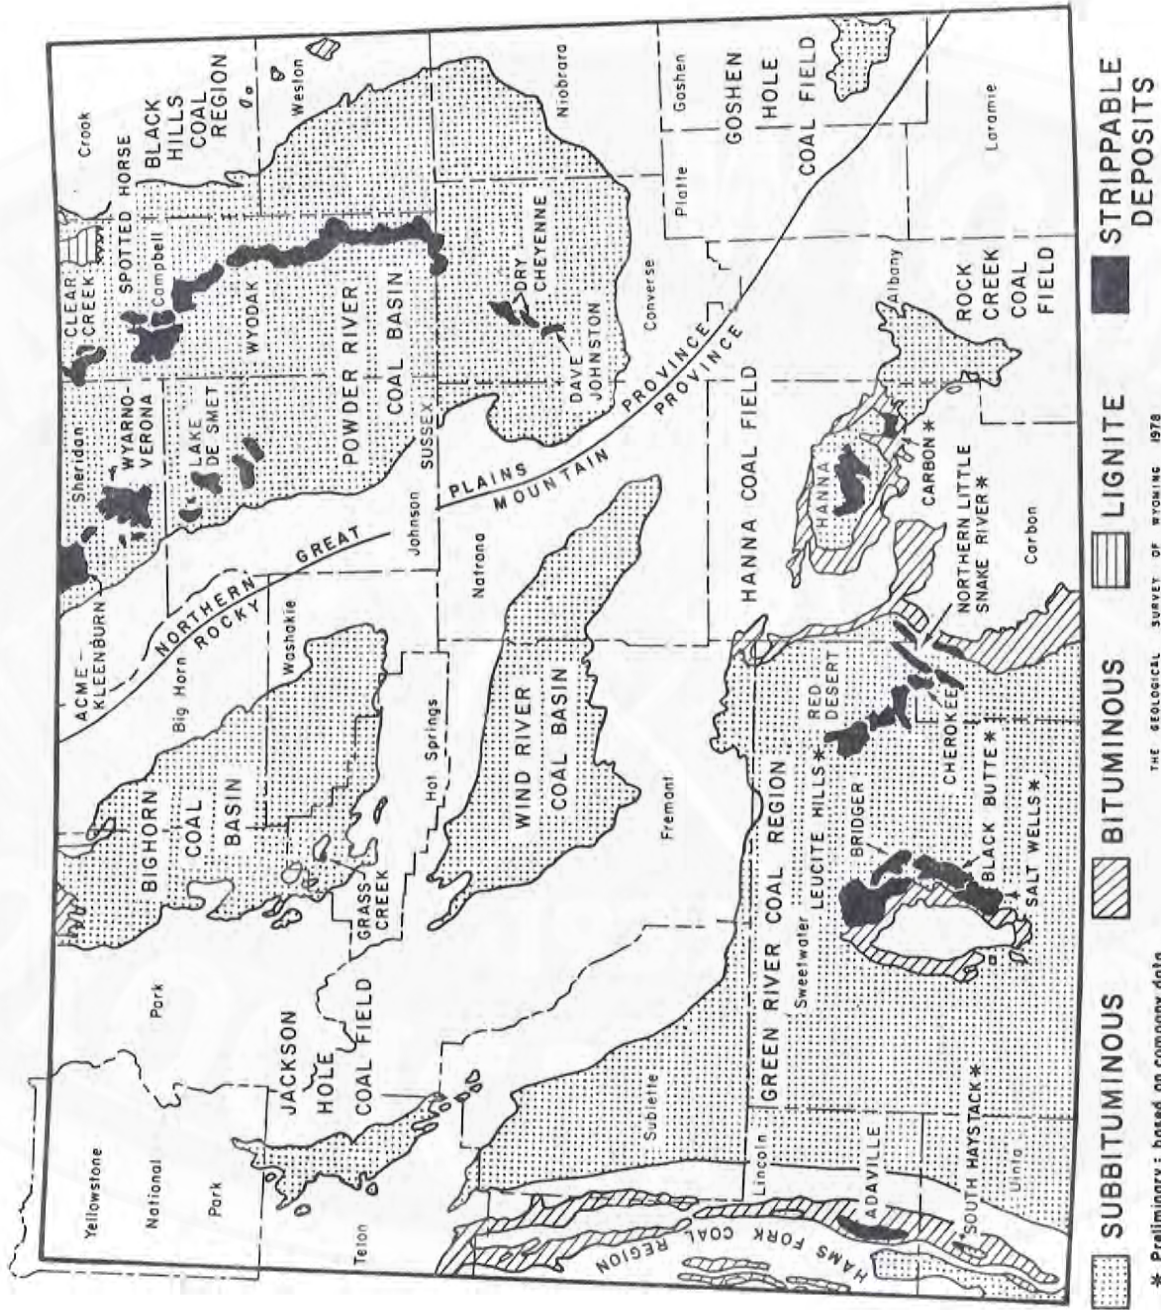 Yellowstone
National
Park
Park
Teton
JACKSON
HOLE
COAL FIELD
BIGHORN
COAL
BASIN
GRASS
CREEK
Big Horn
Washakie
Hot Springs
ACME
KLEENBURN
NORTHERN GREAT
PLAINS PROVINCE
ROCKY
MOUNTAIN PROVINCE
Sheridan
WYARNO-
VERONA
LAKE
DE SMET
Johnson
CLEAR
CREEK
SPOTTED HORSE
Campbell
WYODAK
POWDER RIVER
COAL BASIN
SUSSEX
Crook
BLACK
HILLS
COAL
REGION
Weston
Niobrara
DRY
CHEYENNE
DAVE
JOHNSTON
Converse
Natrona
WIND RIVER
COAL BASIN
Fremont
Sublette
Lincoln
HAMS FORK COAL REGION
ADAVILLE
SOUTH HAYSTACK*
Uinta
GREEN RIVER COAL REGION
Sweetwater
LEUCITE HILLS*
BRIDGER
BLACK BUTTE*
SALT WELLS*
RED
DESERT
CHEROKEE
NORTHERN LITTLE
SNAKE RIVER*
Carbon
HANNA COAL FIELD
HANNA
CARBON*
Albany
ROCK
CREEK
COAL
FIELD
Platte
Goshen
GOSHEN
HOLE
COAL FIELD
Laramie
SUBBITUMINOUS
BITUMINOUS
LIGNITE
STRIPPABLE
DEPOSITS
* Preliminary; based on company data
THE GEOLOGICAL SURVEY OF WYOMING 1978